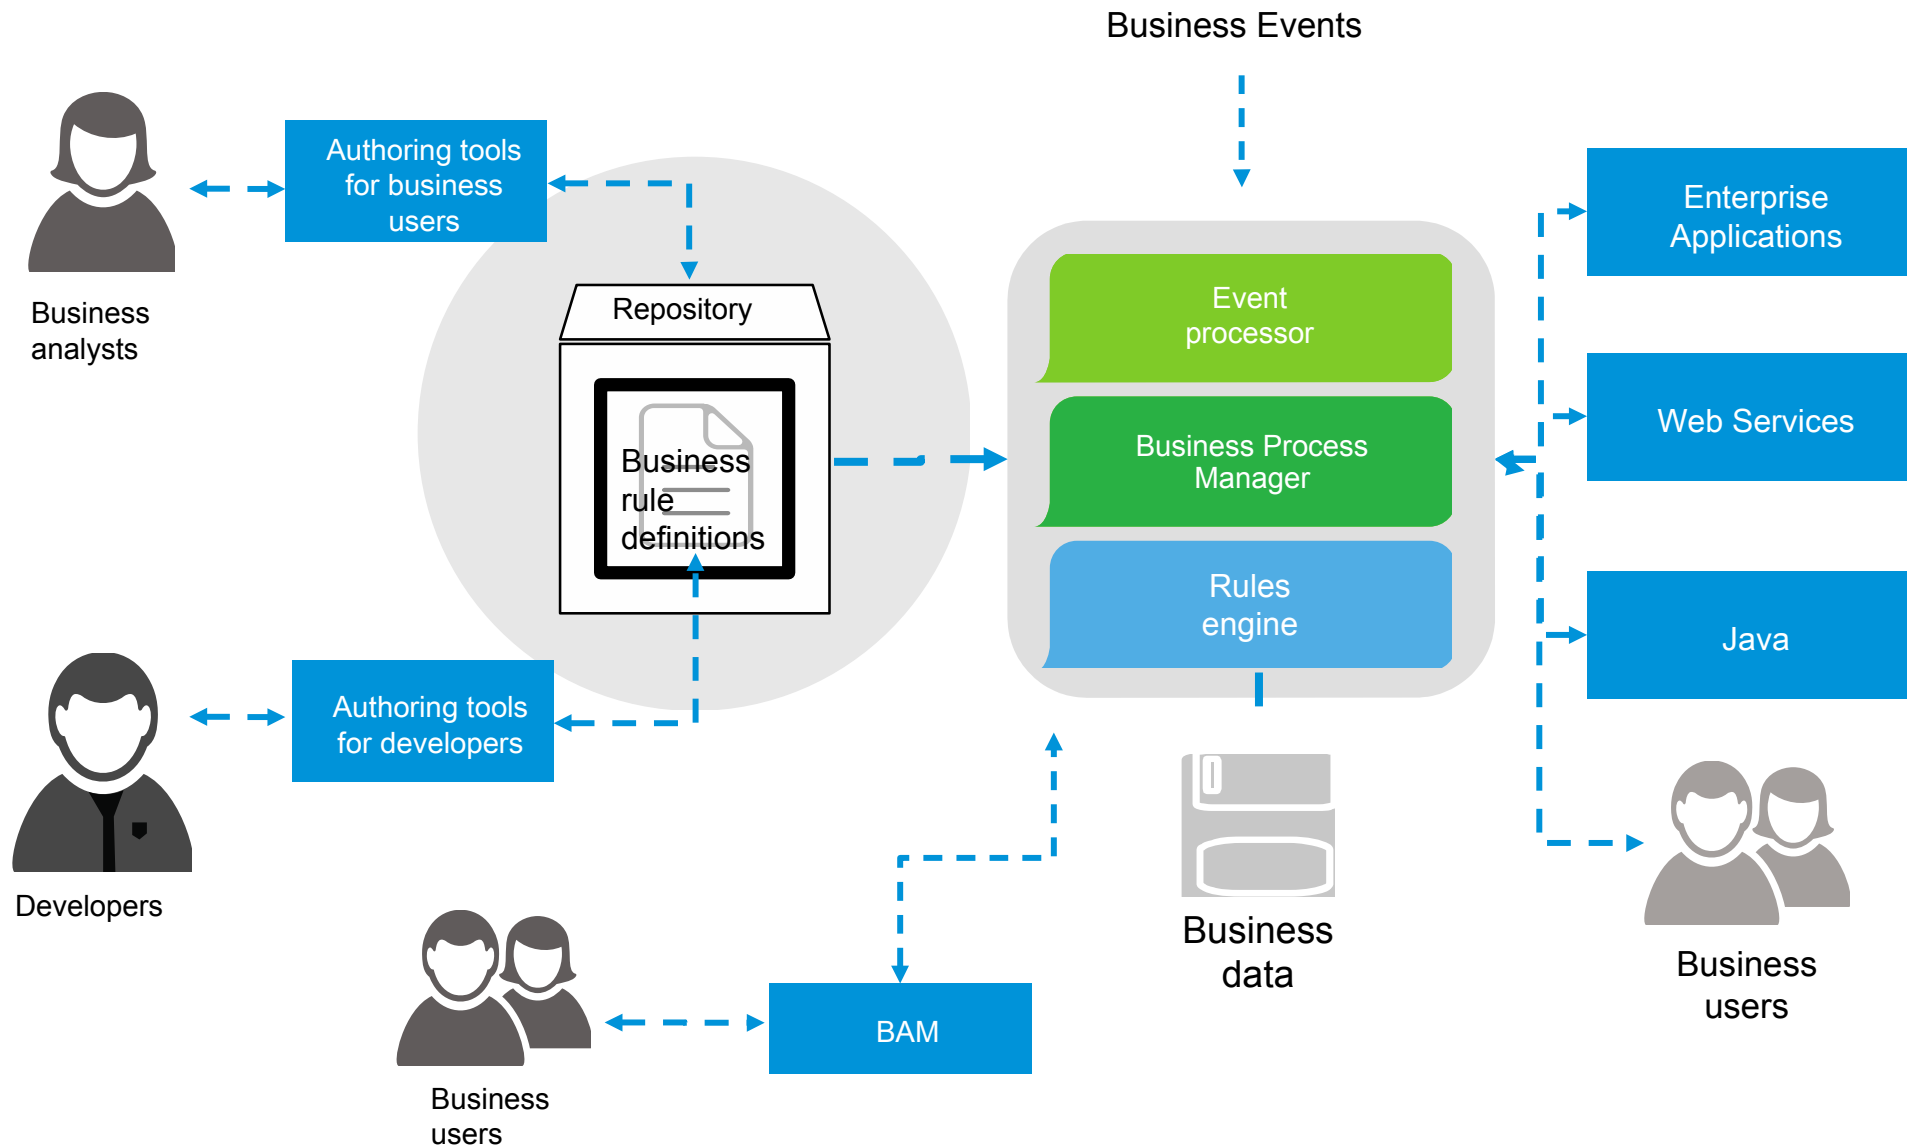 Business Events
Authoring tools
for business
users
Business
analysts
Repository
Business
rule
definitions
Event
processor
Business Process
Manager
Rules
engine
Enterprise
Applications
Web Services
Java
Authoring tools
for developers
Developers
Business
data
Business
users
BAM
Business
users